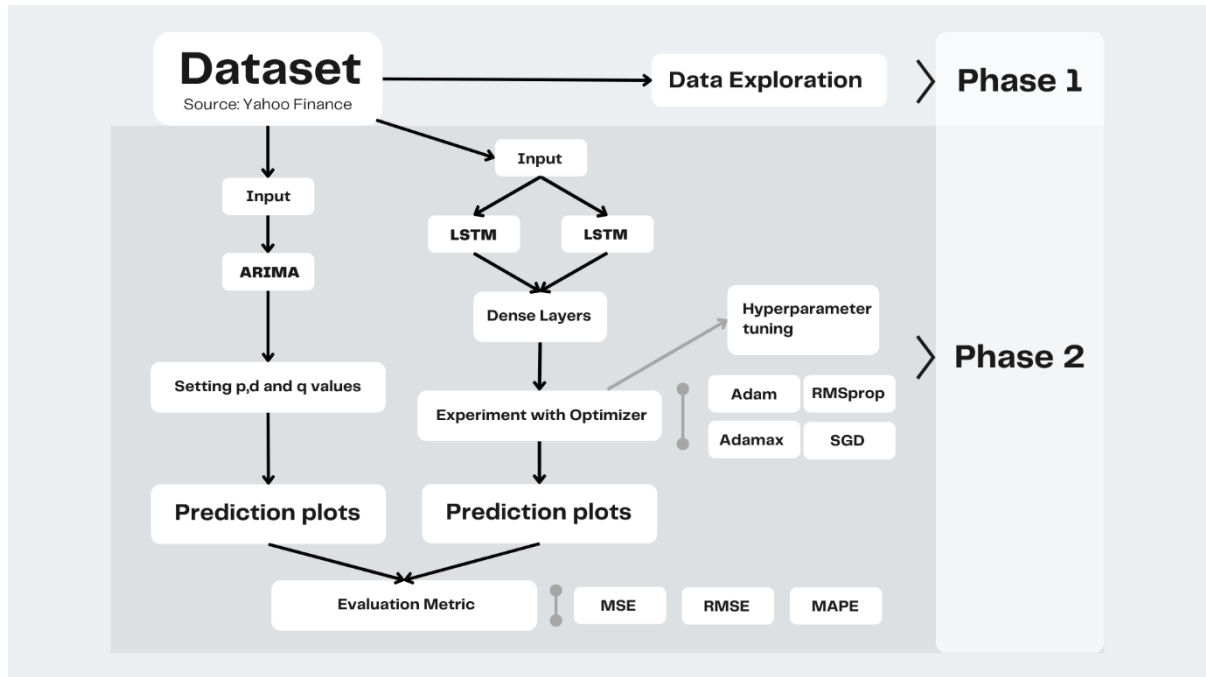 Dataset
Source: Yahoo Finance
Data Exploration
Phase 1
Input
Input
LSTM
LSTM
ARIMA
Dense Layers
Hyperparameter
tuning
Phase 2
Setting p,d and q values
Experiment with Optimizer
Adam
RMSprop
Adamax
SGD
Prediction plots
Prediction plots
Evaluation Metric
MSE
RMSE
MAPE